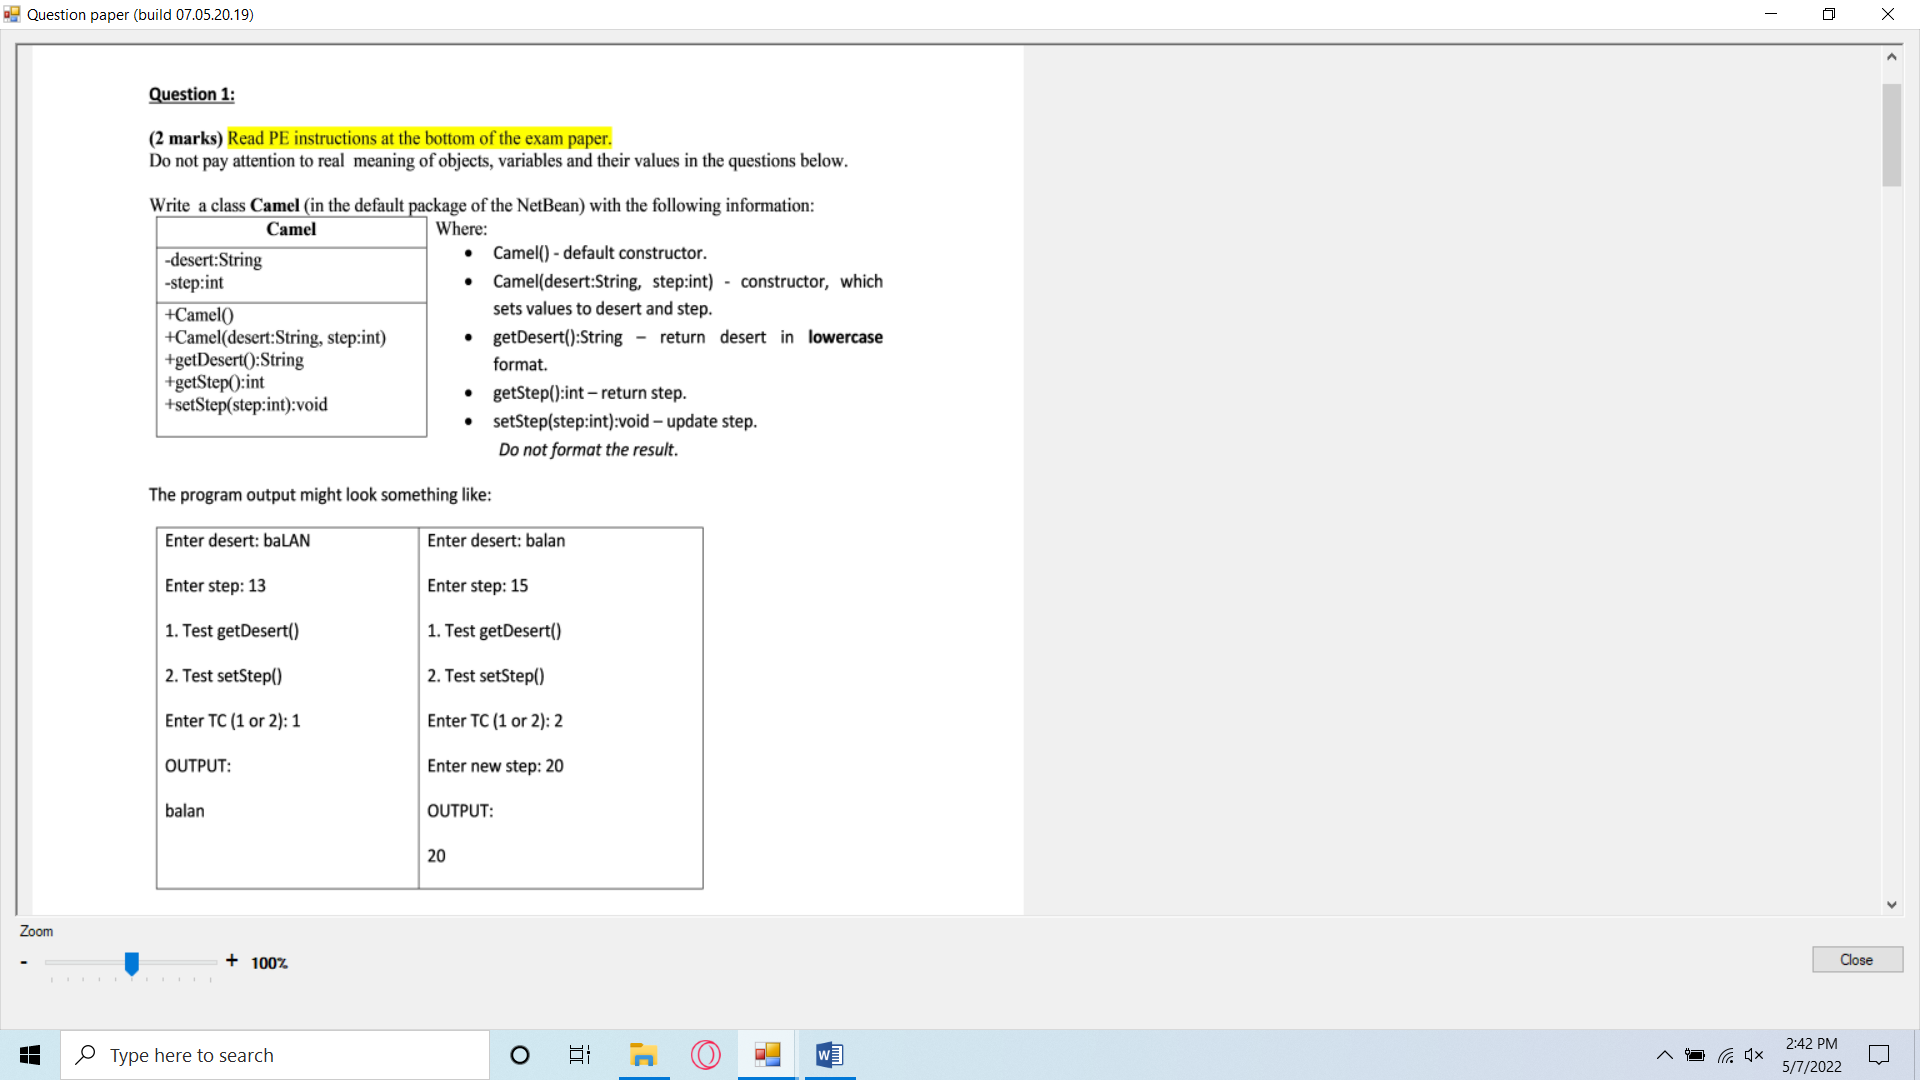 Question paper (build 07.05.20.19)
Question 1:
(2 marks) Read PE instructions at the bottom of the exam paper.
Do not pay attention to real meaning of objects, variables and their values in the questions below.
Write a class Camel (in the default package of the NetBean) with the following information:
Camel
-desert:String
-step:int
+Camel()
+Camel(desert:String, step:int)
+getDesert():String
+getStep():int
+setStep(step:int):void
Where:
• Camel() - default constructor.
• Camel(desert:String, step:int) - constructor, which
sets values to desert and step.
• getDesert():String – return desert in lowercase
format.
• getStep():int – return step.
• setStep(step:int):void – update step.
Do not format the result.
The program output might look something like:
Enter desert: baLAN
Enter step: 13
1. Test getDesert()
2. Test setStep()
Enter TC (1 or 2): 1
OUTPUT:
balan
Enter desert: balan
Enter step: 15
1. Test getDesert()
2. Test setStep()
Enter TC (1 or 2): 2
Enter new step: 20
OUTPUT:
20
Zoom
- + 100%
Close
Type here to search
2:42 PM
5/7/2022